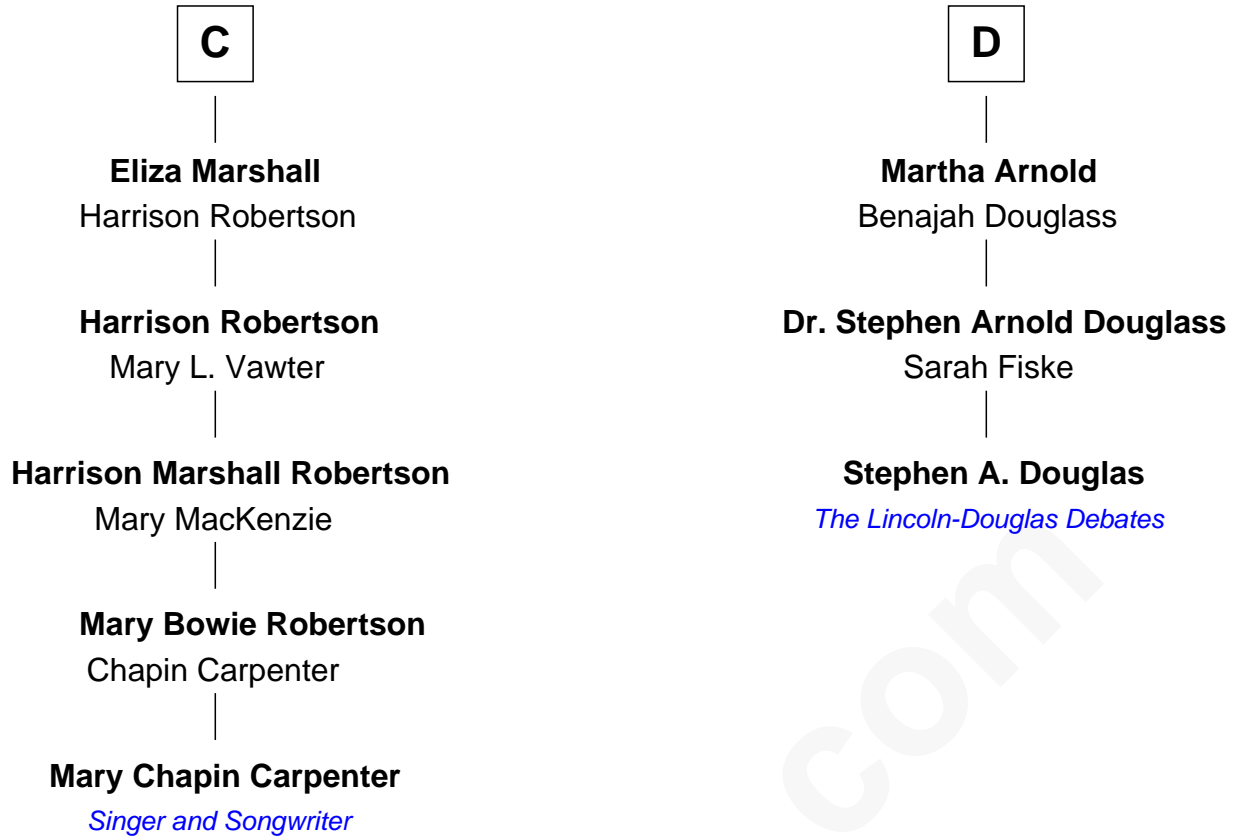 C
Eliza Marshall
Harrison Robertson
Harrison Robertson
Mary L. Vawter
Harrison Marshall Robertson
Mary MacKenzie
Mary Bowie Robertson
Chapin Carpenter
Mary Chapin Carpenter
Singer and Songwriter
D
Martha Arnold
Benajah Douglass
Dr. Stephen Arnold Douglass
Sarah Fiske
Stephen A. Douglas
The Lincoln-Douglas Debates
com